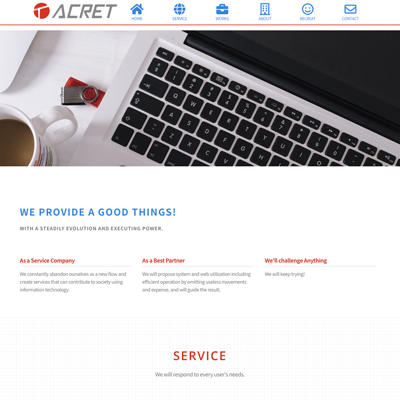 ACRET
HOME
SERVICE
WORKS
ABOUT
RECRUIT
CONTACT
WE PROVIDE A GOOD THINGS!
WITH A STEADILY EVOLUTION AND EXECUTING POWER.
As a Service Company
We constantly abandon ourselves as a new flow and
create services that can contribute to society using
information technology.
As a Best Partner
We will propose system and web utilization including
efficient operation by omitting useless movements
and expense, and will guide the result.
We'll challenge Anything
We will keep trying!
SERVICE
We will respond to every user's needs.